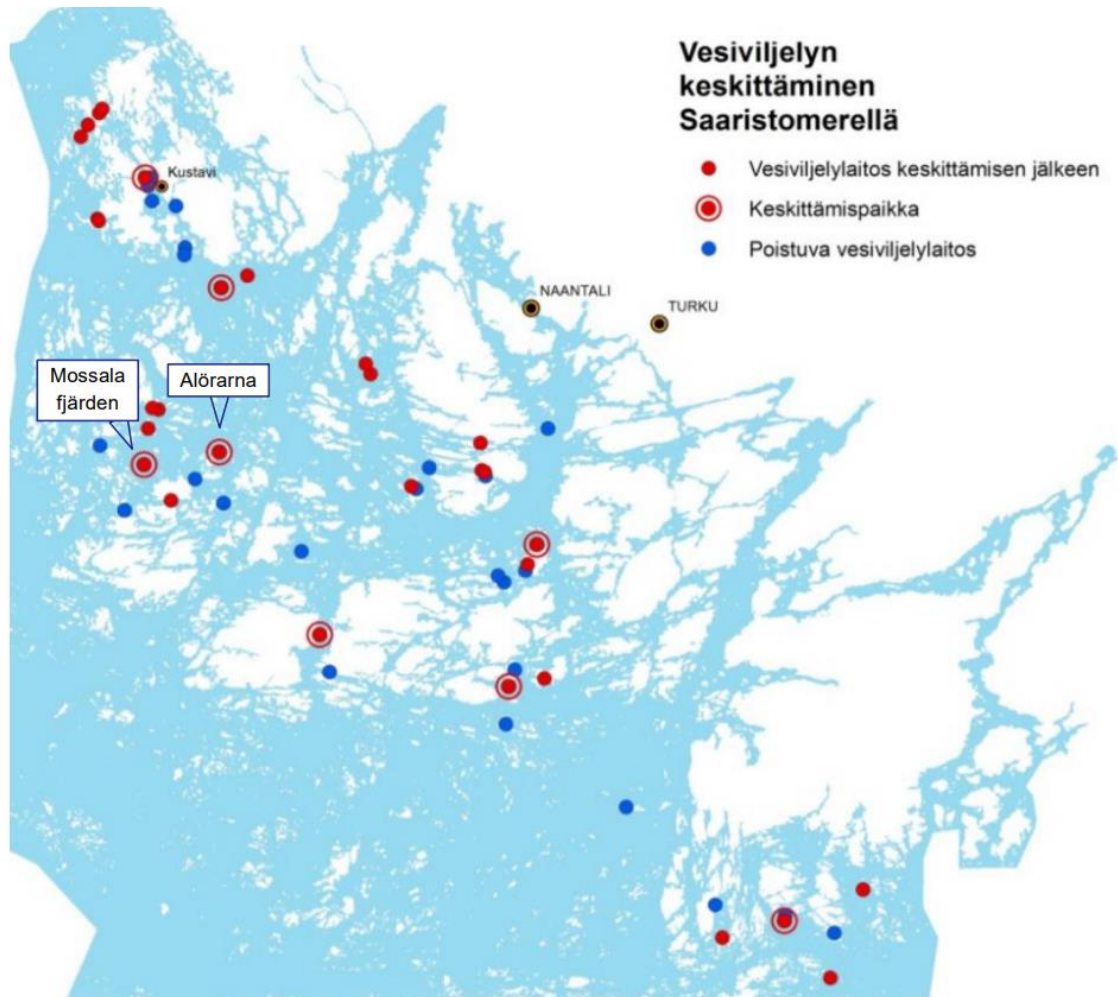 Vesiviljelyn
keskittäminen
Saaristomerellä
Vesiviljelylaitos keskittämisen jälkeen
Keskittämispaikka
Poistuva vesiviljelylaitos
Kustavi
NAANTALI
TURKU
Mossala
fjärden
Alörarna